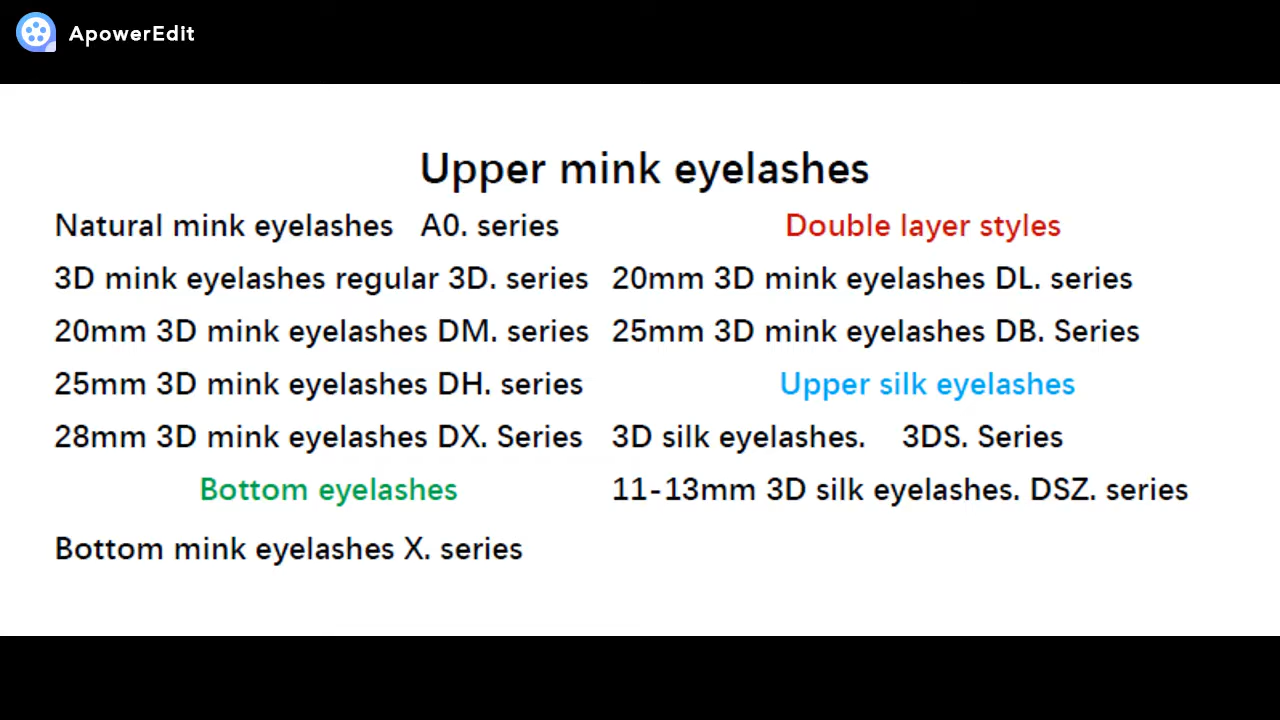 ApowerEdit
Upper mink eyelashes
Natural mink eyelashes A0. series
3D mink eyelashes regular 3D. series
20mm 3D mink eyelashes DM. series
25mm 3D mink eyelashes DH. series
28mm 3D mink eyelashes DX. Series
Bottom eyelashes
Bottom mink eyelashes X. series
Double layer styles
20mm 3D mink eyelashes DL. series
25mm 3D mink eyelashes DB. Series
Upper silk eyelashes
3D silk eyelashes. 3DS. Series
11-13mm 3D silk eyelashes. DSZ. series